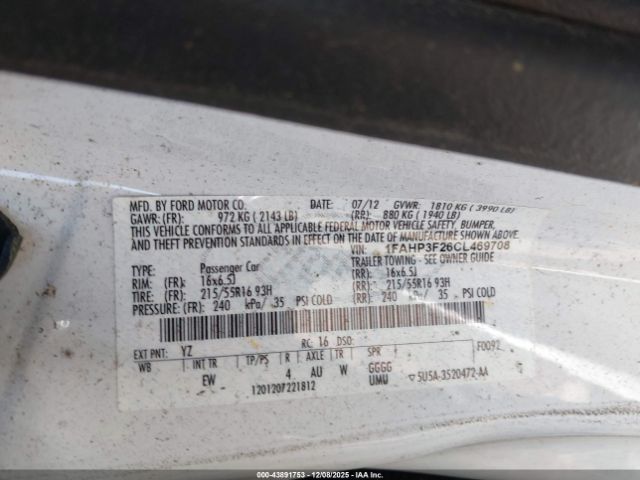 MFD. BY FORD MOTOR CO. DATE: 07/12 GVWR: 1810 KG ( 3990 LB)
GAWR: (FR): 972 KG ( 2143 LB) (RR): 880 KG ( 1940 LB)
THIS VEHICLE CONFORMS TO ALL APPLICABLE FEDERAL MOTOR VEHICLE SAFETY, BUMPER,
AND THEFT PREVENTION STANDARDS IN EFFECT ON THE DATE OF MANUFACTURE SHOWN ABOVE.
VIN: 1FAHP3F26CL469708
TYPE: Passenger Car TRAILER TOWING - SEE OWNER GUIDE
RIM: (FR): 16x6.5J (RR): 16x6.5J
TIRE: (FR): 215/55R16 93H (RR): 215/55R16 93H
PRESSURE: (FR): 240 kPa/ 35 PSI COLD (RR): 240 kPa/ 35 PSI COLD
EXT PNT: YZ RC: 16 DSO: F0092
WB INT TR TP/PS R AXLE TR SPR
EW 4 AU W GGGG
1201207221812 UMU 5U5A-3520472-AA
000-43891753 - 12/08/2025 - IAAI.COM